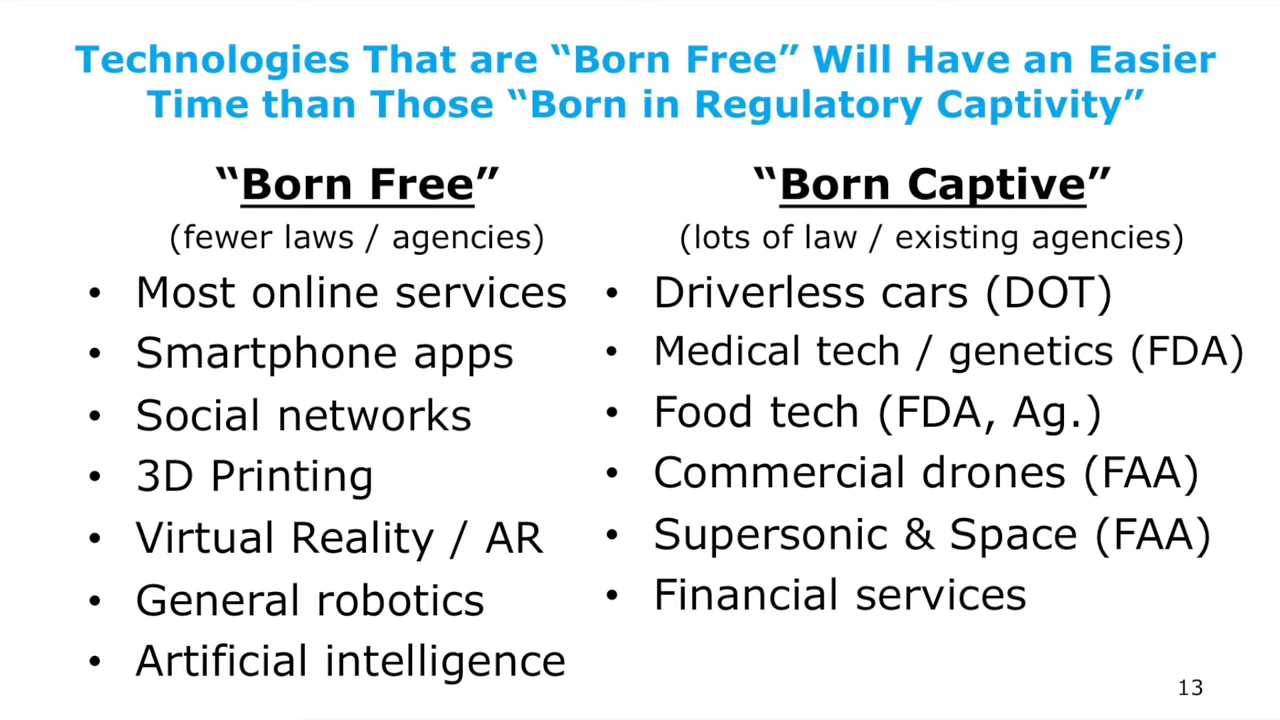 Technologies That are “Born Free” Will Have an Easier
Time than Those “Born in Regulatory Captivity”
“Born Free”
(fewer laws / agencies)
• Most online services
• Smartphone apps
• Social networks
• 3D Printing
• Virtual Reality / AR
• General robotics
• Artificial intelligence
“Born Captive”
(lots of law / existing agencies)
• Driverless cars (DOT)
• Medical tech / genetics (FDA)
• Food tech (FDA, Ag.)
• Commercial drones (FAA)
• Supersonic & Space (FAA)
• Financial services
13